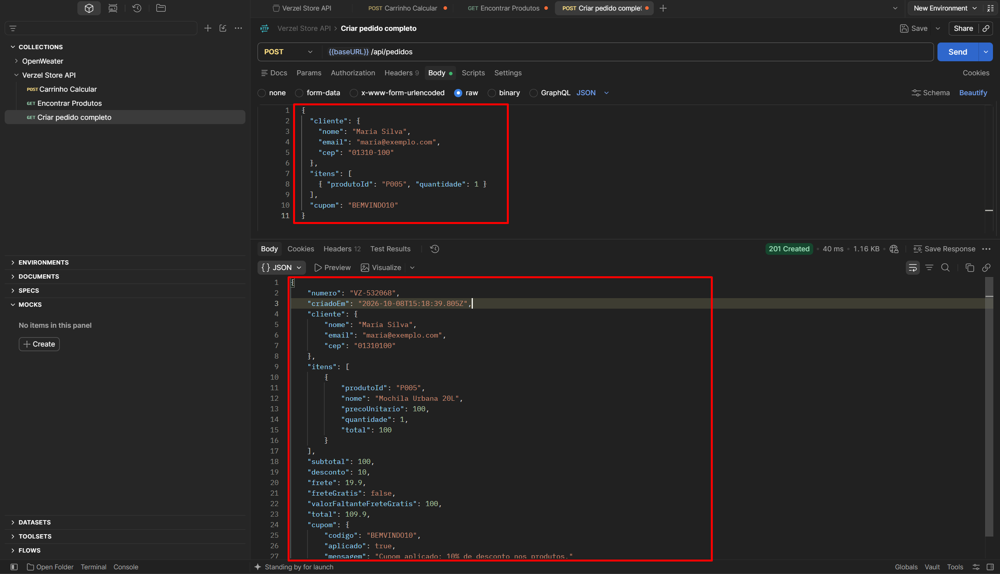 Verzel Store API
POST Carrinho Calcular
GET Encontrar Produtos
POST Criar pedido complet
New Environment
Verzel Store API > Criar pedido completo
Save
Share
COLLECTIONS
OpenWeater
Verzel Store API
POST Carrinho Calcular
GET Encontrar Produtos
GET Criar pedido completo
POST
{{baseURL}} /api/pedidos
Send
Docs Params Authorization Headers 9 Body Scripts Settings
Cookies
none form-data x-www-form-urlencoded raw binary GraphQL JSON
Schema Beautify
1 {
2 "cliente": {
3 "nome": "Maria Silva",
4 "email": "maria@exemplo.com",
5 "cep": "01310-100"
6 },
7 "itens": [
8 { "produtoId": "P005", "quantidade": 1 }
9 ],
10 "cupom": "BEMVINDO10"
11 }
ENVIRONMENTS
DOCUMENTS
SPECS
MOCKS
No items in this panel
Create
DATASETS
TOOLSETS
FLOWS
Body Cookies Headers 12 Test Results
201 Created • 40 ms • 1.16 KB •
e.g. Save Response
{} JSON Preview Visualize
1 {
2 "numero": "VZ-532068",
3 "criadoEm": "2026-10-08T15:18:39.805Z",
4 "cliente": {
5 "nome": "Maria Silva",
6 "email": "maria@exemplo.com",
7 "cep": "01310100"
8 },
9 "itens": [
10 {
11 "produtoId": "P005",
12 "nome": "Mochila Urbana 20L",
13 "precoUnitario": 100,
14 "quantidade": 1,
15 "total": 100
16 }
17 ],
18 "subtotal": 100,
19 "desconto": 10,
20 "frete": 19.9,
21 "freteGratis": false,
22 "valorFaltanteFreteGratis": 100,
23 "total": 109.9,
24 "cupom": {
25 "codigo": "BEMVINDO10",
26 "aplicado": true,
27 "mensagem": "Cupom aplicado: 10% de desconto nos produtos."
Open Folder Terminal Console
Standing by for launch
Globals Vault Tools